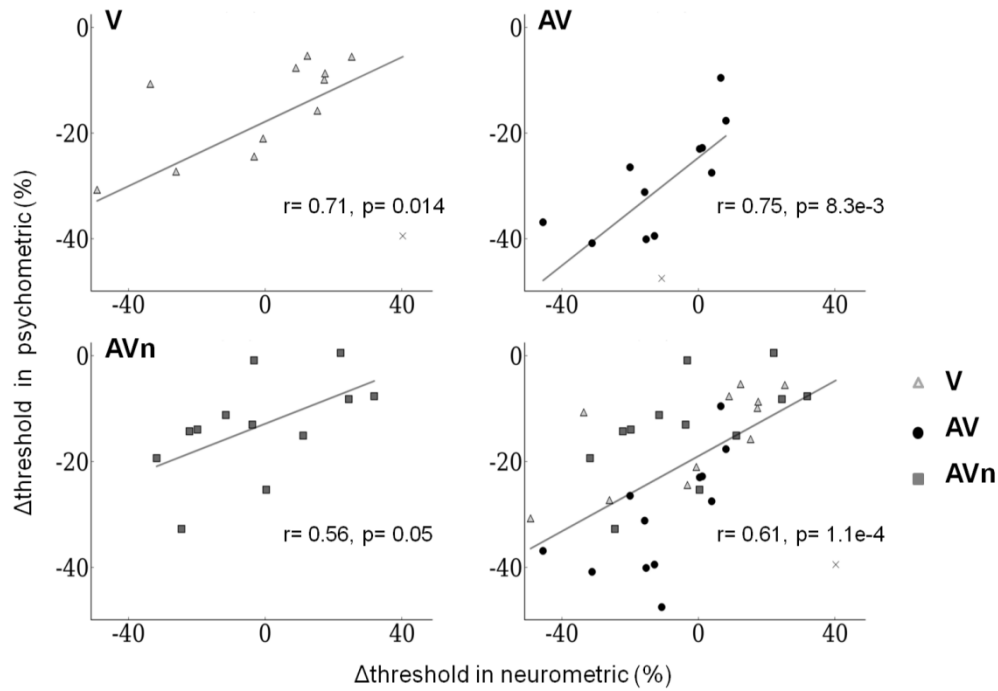 V
0
-20
-40
-40 0 40
r= 0.71, p= 0.014
AV
0
-20
-40
-40 0 40
r= 0.75, p= 8.3e-3
AVn
0
-20
-40
-40 0 40
r= 0.56, p= 0.05
0
-20
-40
-40 0 40
r= 0.61, p= 1.1e-4
V
AV
AVn
Δthreshold in psychometric (%)
Δthreshold in neurometric (%)